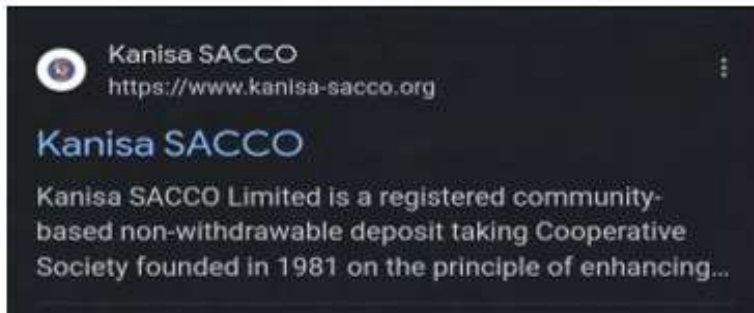 Kanisa SACCO
https://www.kanisa-sacco.org
Kanisa SACCO
Kanisa SACCO Limited is a registered community-
based non-withdrawable deposit taking Cooperative
Society founded in 1981 on the principle of enhancing...